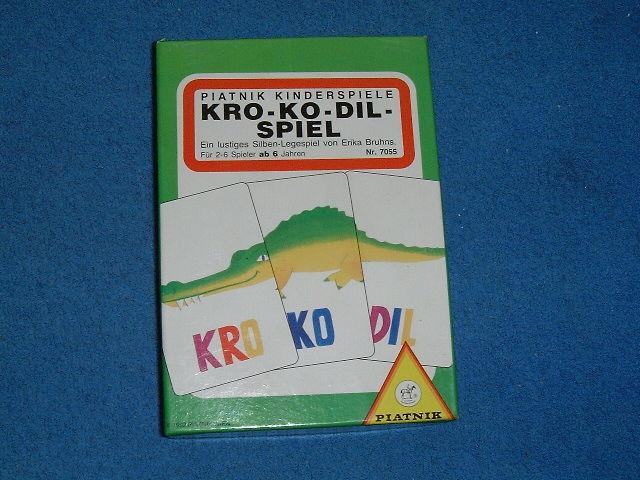 PIATNIK KINDERSPIELE
KRO-KO-DIL-
SPIEL
Ein lustiges Silben-Legespiel von Erika Bruhns.
Für 2-6 Spieler ab 6 Jahren Nr. 7055
KRO KO DIL
PIATNIK